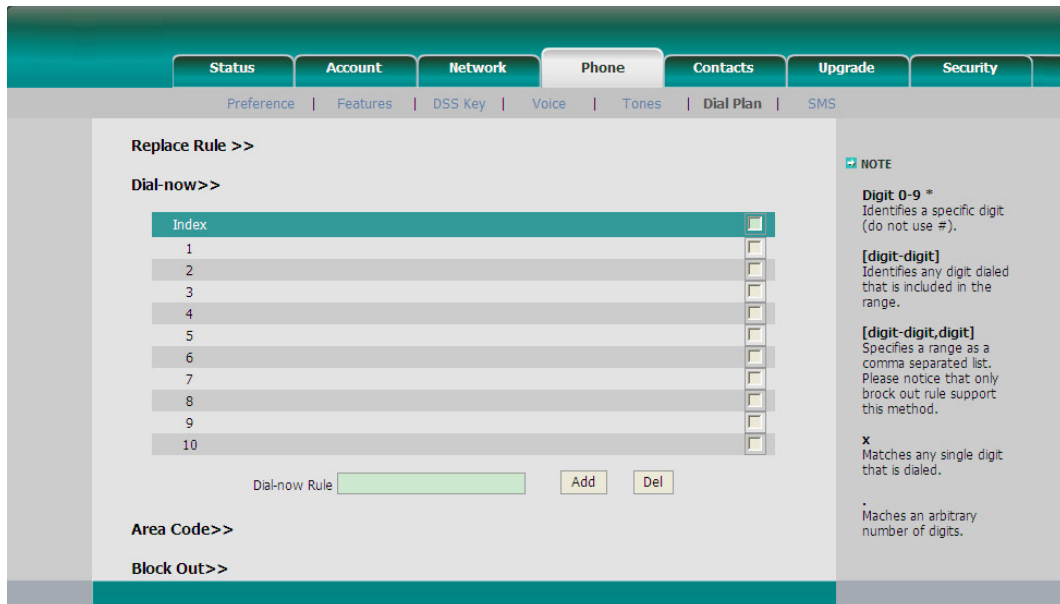 Status Account Network Phone Contacts Upgrade Security
Preference | Features | DSS Key | Voice | Tones | Dial Plan | SMS
Replace Rule >>
Dial-now>>
Index
1
2
3
4
5
6
7
8
9
10
Dial-now Rule Add Del
Area Code>>
Block Out>>
NOTE
Digit 0-9 *
Identifies a specific digit
(do not use #).
[digit-digit]
Identifies any digit dialed
that is included in the
range.
[digit-digit,digit]
Specifies a range as a
comma separated list.
Please notice that only
brock out rule support
this method.
x
Matches any single digit
that is dialed.
.
Maches an arbitrary
number of digits.